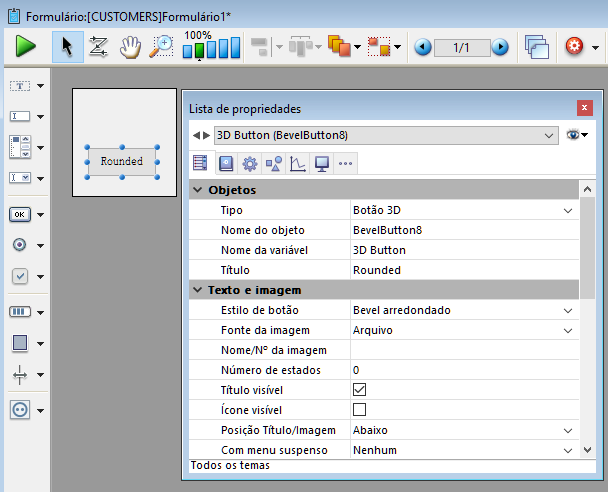 Formulário:[CUSTOMERS]Formulário1*
100%
1/1
T
OK
Rounded
Lista de propriedades
3D Button (BevelButton8)
Objetos
Tipo Botão 3D
Nome do objeto BevelButton8
Nome da variável 3D Button
Título Rounded
Texto e imagem
Estilo de botão Bevel arredondado
Fonte da imagem Arquivo
Nome/Nº da imagem
Número de estados 0
Título visível
Ícone visível
Posição Título/Imagem Abaixo
Com menu suspenso Nenhum
Todos os temas